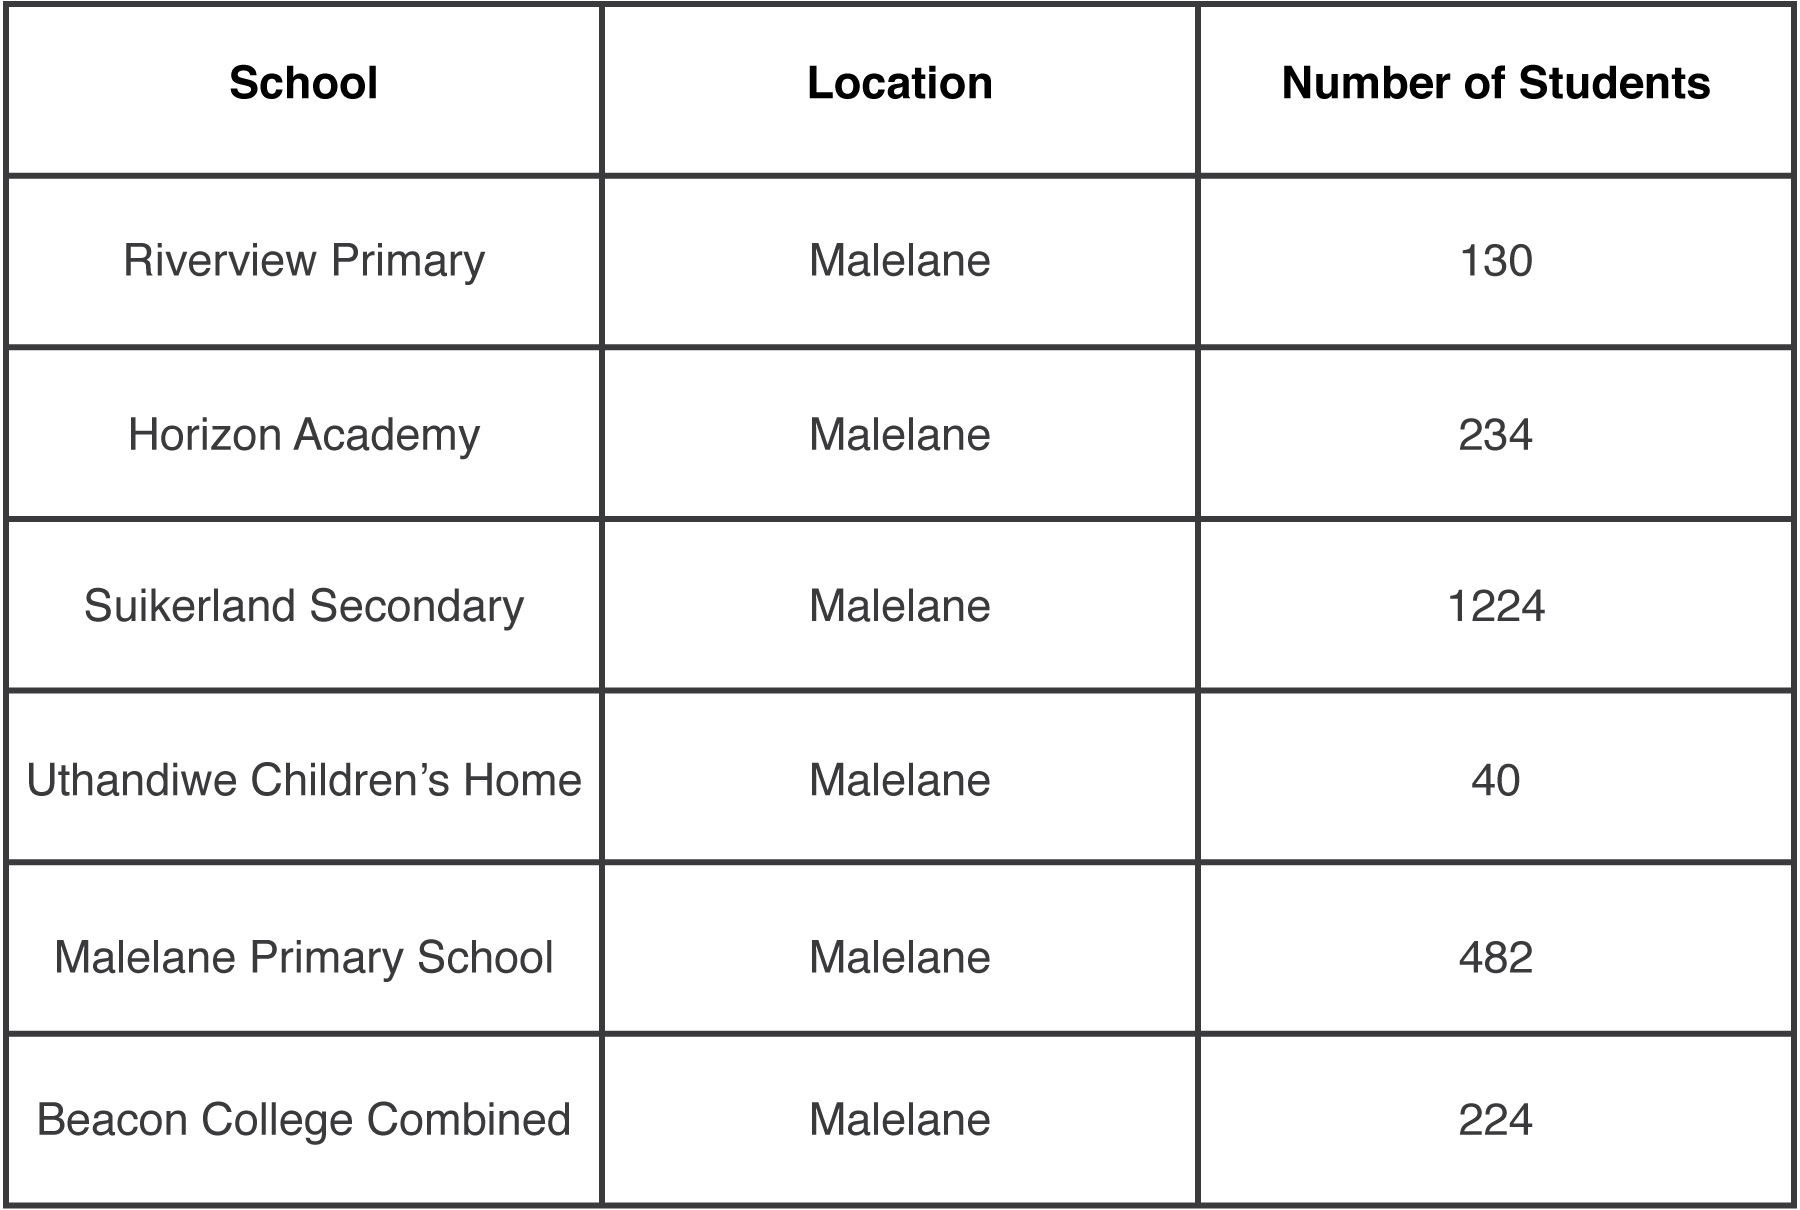 School Location Number of Students
Riverview Primary Malelane 130
Horizon Academy Malelane 234
Suikerland Secondary Malelane 1224
Uthandiwe Children’s Home Malelane 40
Malelane Primary School Malelane 482
Beacon College Combined Malelane 224